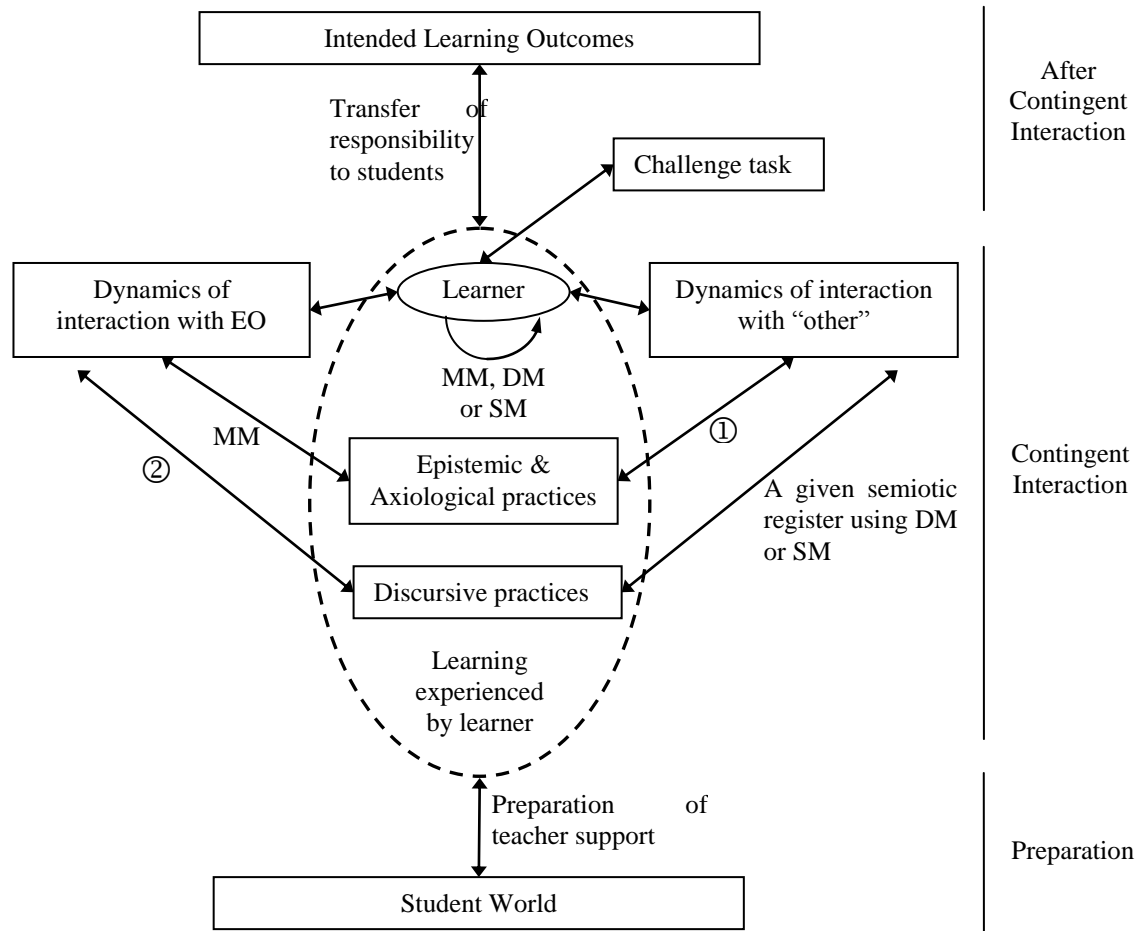 Intended Learning Outcomes
Transfer of
responsibility
to students
Challenge task
After
Contingent
Interaction
Dynamics of
interaction with EO
Learner
Dynamics of interaction
with “other”
MM, DM
or SM
MM
①
②
Epistemic &
Axiological practices
A given semiotic
register using DM
or SM
Contingent
Interaction
Discursive practices
Learning
experienced
by learner
Preparation of
teacher support
Preparation
Student World